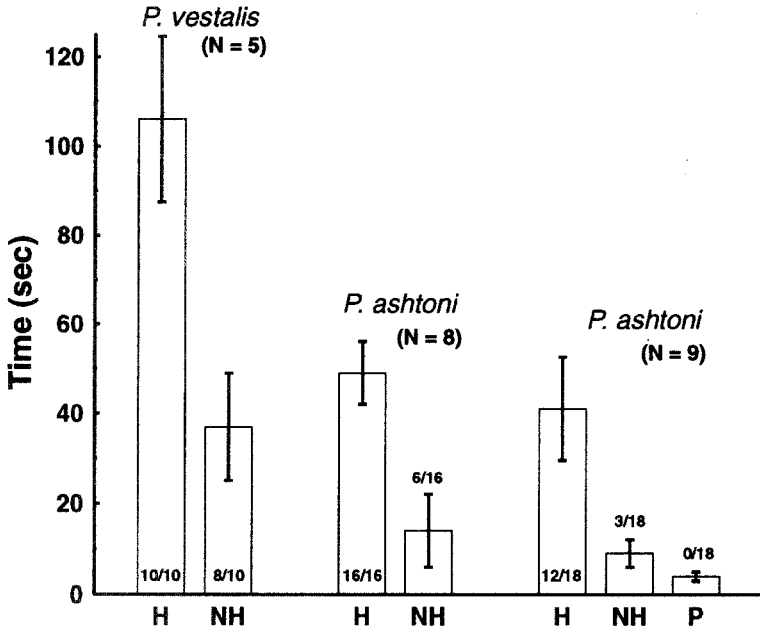 P. vestalis
(N = 5)
120
100
80
60
40
20
0
Time (sec)
P. ashtoni
(N = 8)
P. ashtoni
(N = 9)
6/16
3/18
0/18
10/10
8/10
16/16
12/18
H NH H NH H NH P